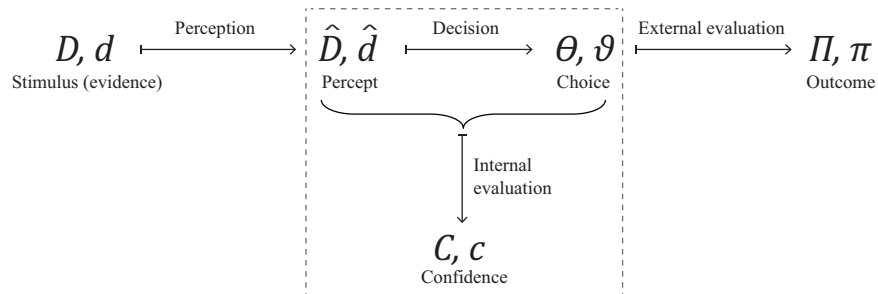 Perception
Decision
External evaluation
D, d
D̂, d̂
Θ, ϑ
Π, π
Stimulus (evidence)
Percept
Choice
Outcome
Internal
evaluation
C, c
Confidence